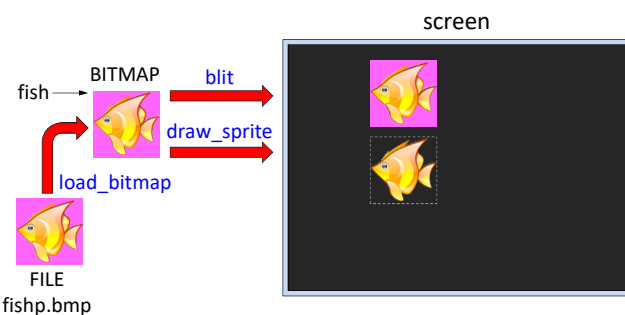 screen
BITMAP
blit
fish
draw_sprite
load_bitmap
FILE
fishp.bmp